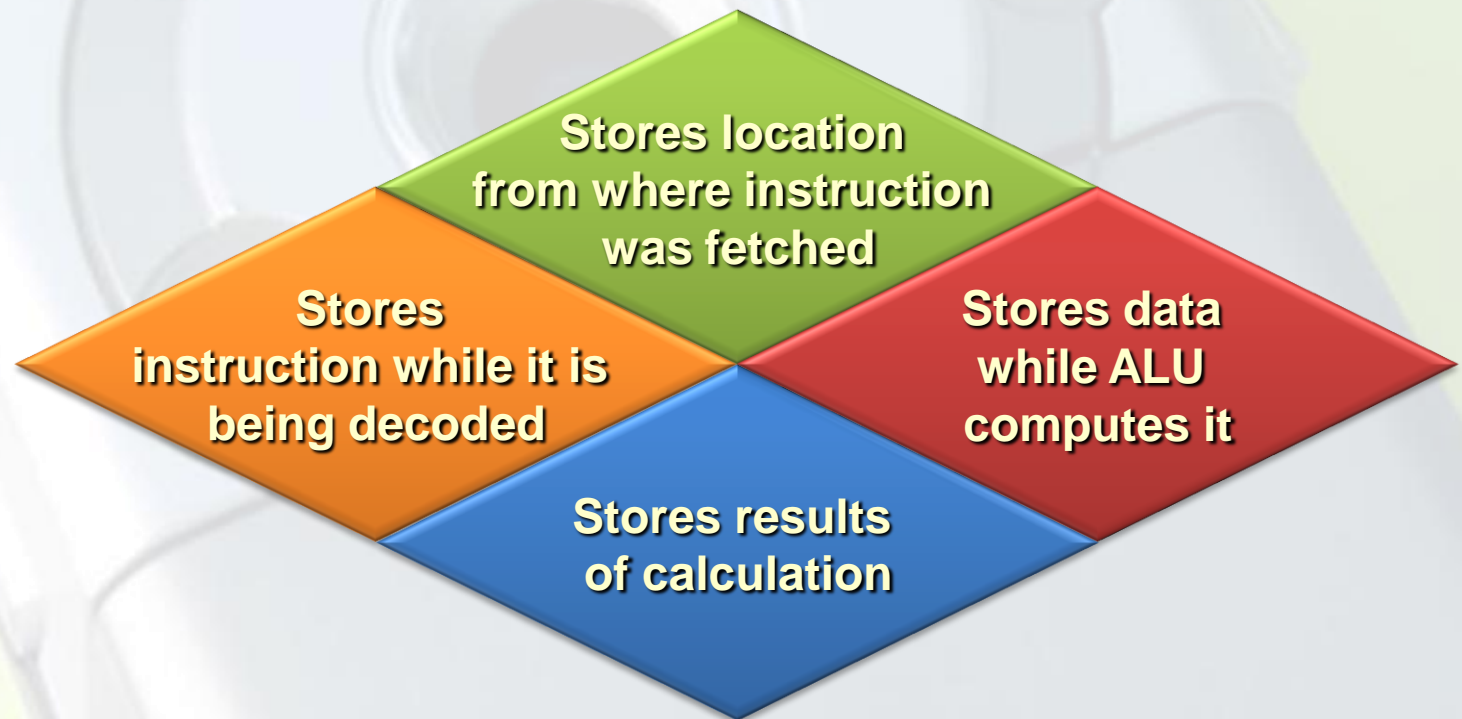 Stores location
from where instruction
was fetched
Stores
instruction while it is
being decoded
Stores data
while ALU
computes it
Stores results
of calculation